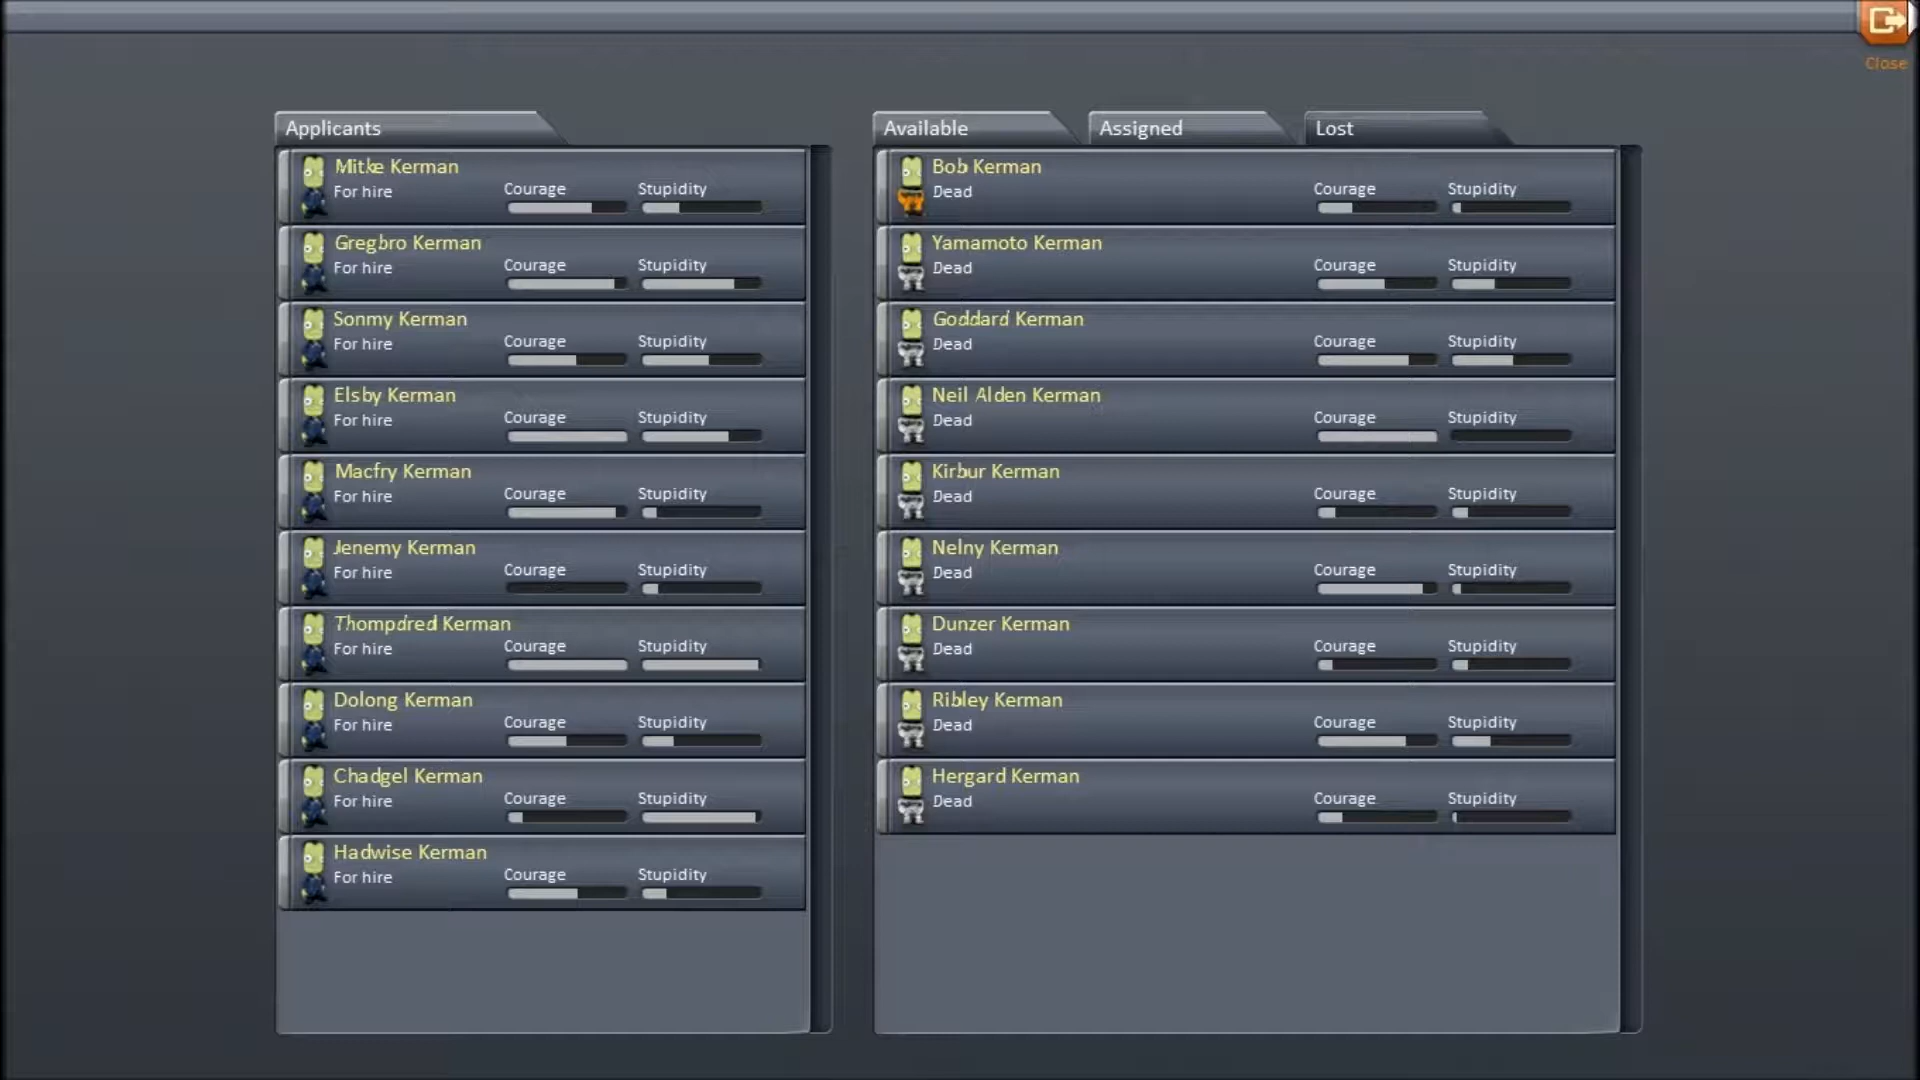 Close
Applicants
Mitke Kerman
For hire
Courage Stupidity
Gregbro Kerman
For hire
Courage Stupidity
Sonmy Kerman
For hire
Courage Stupidity
Elsby Kerman
For hire
Courage Stupidity
Macfry Kerman
For hire
Courage Stupidity
Jenemy Kerman
For hire
Courage Stupidity
Thompdred Kerman
For hire
Courage Stupidity
Dolong Kerman
For hire
Courage Stupidity
Chadgel Kerman
For hire
Courage Stupidity
Hadwise Kerman
For hire
Courage Stupidity
Available Assigned Lost
Bob Kerman
Dead
Courage Stupidity
Yamamoto Kerman
Dead
Courage Stupidity
Goddard Kerman
Dead
Courage Stupidity
Neil Alden Kerman
Dead
Courage Stupidity
Kirbur Kerman
Dead
Courage Stupidity
Nelny Kerman
Dead
Courage Stupidity
Dunzer Kerman
Dead
Courage Stupidity
Ribley Kerman
Dead
Courage Stupidity
Hergard Kerman
Dead
Courage Stupidity